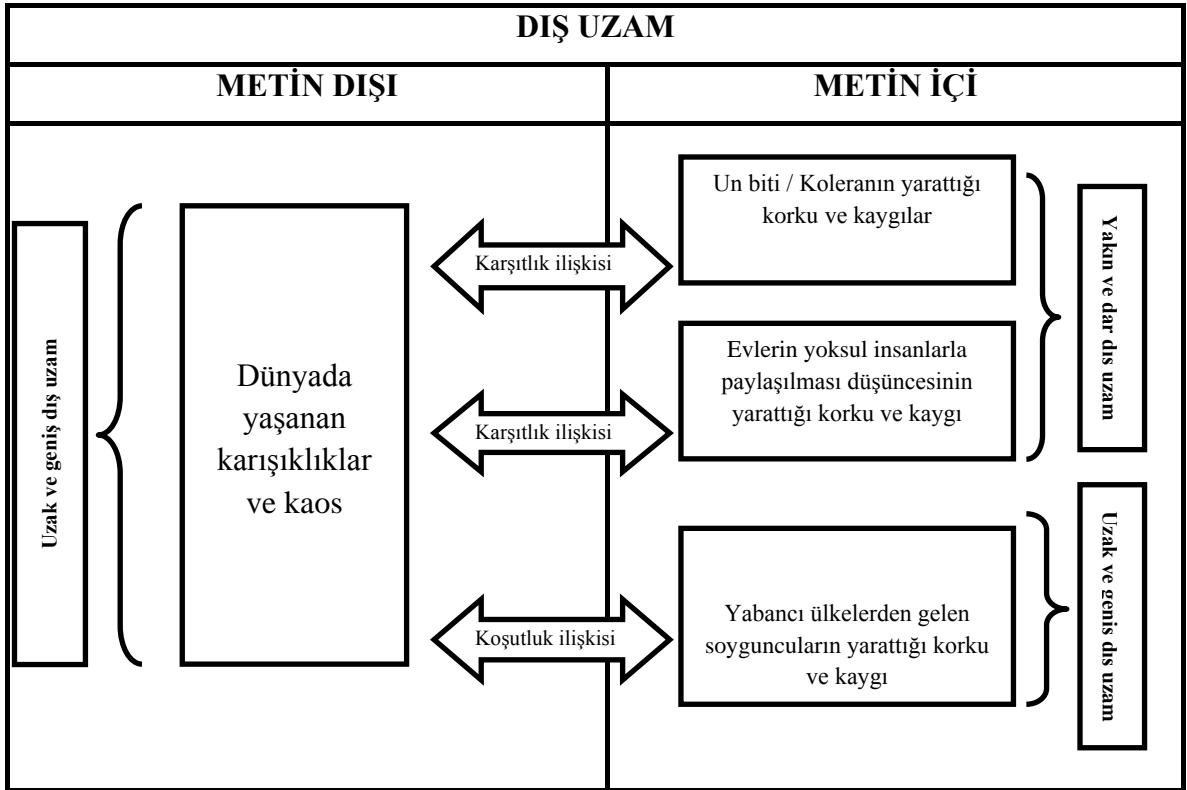 DIŞ UZAM
METİN DIŞI
METİN İÇİ
Uzak ve geniş dış uzam
Dünyada
yaşanan
karışıklıklar
ve kaos
Karşıtlık ilişkisi
Karşıtlık ilişkisi
Koşutluk ilişkisi
Un biti / Koleranın yarattığı
korku ve kaygılar
Evlerin yoksul insanlarla
paylaşılması düşüncesinin
yarattığı korku ve kaygı
Yabancı ülkelerden gelen
soyguncuların yarattığı korku
ve kaygı
Yakın ve dar dıs uzam
Uzak ve genis dıs uzam